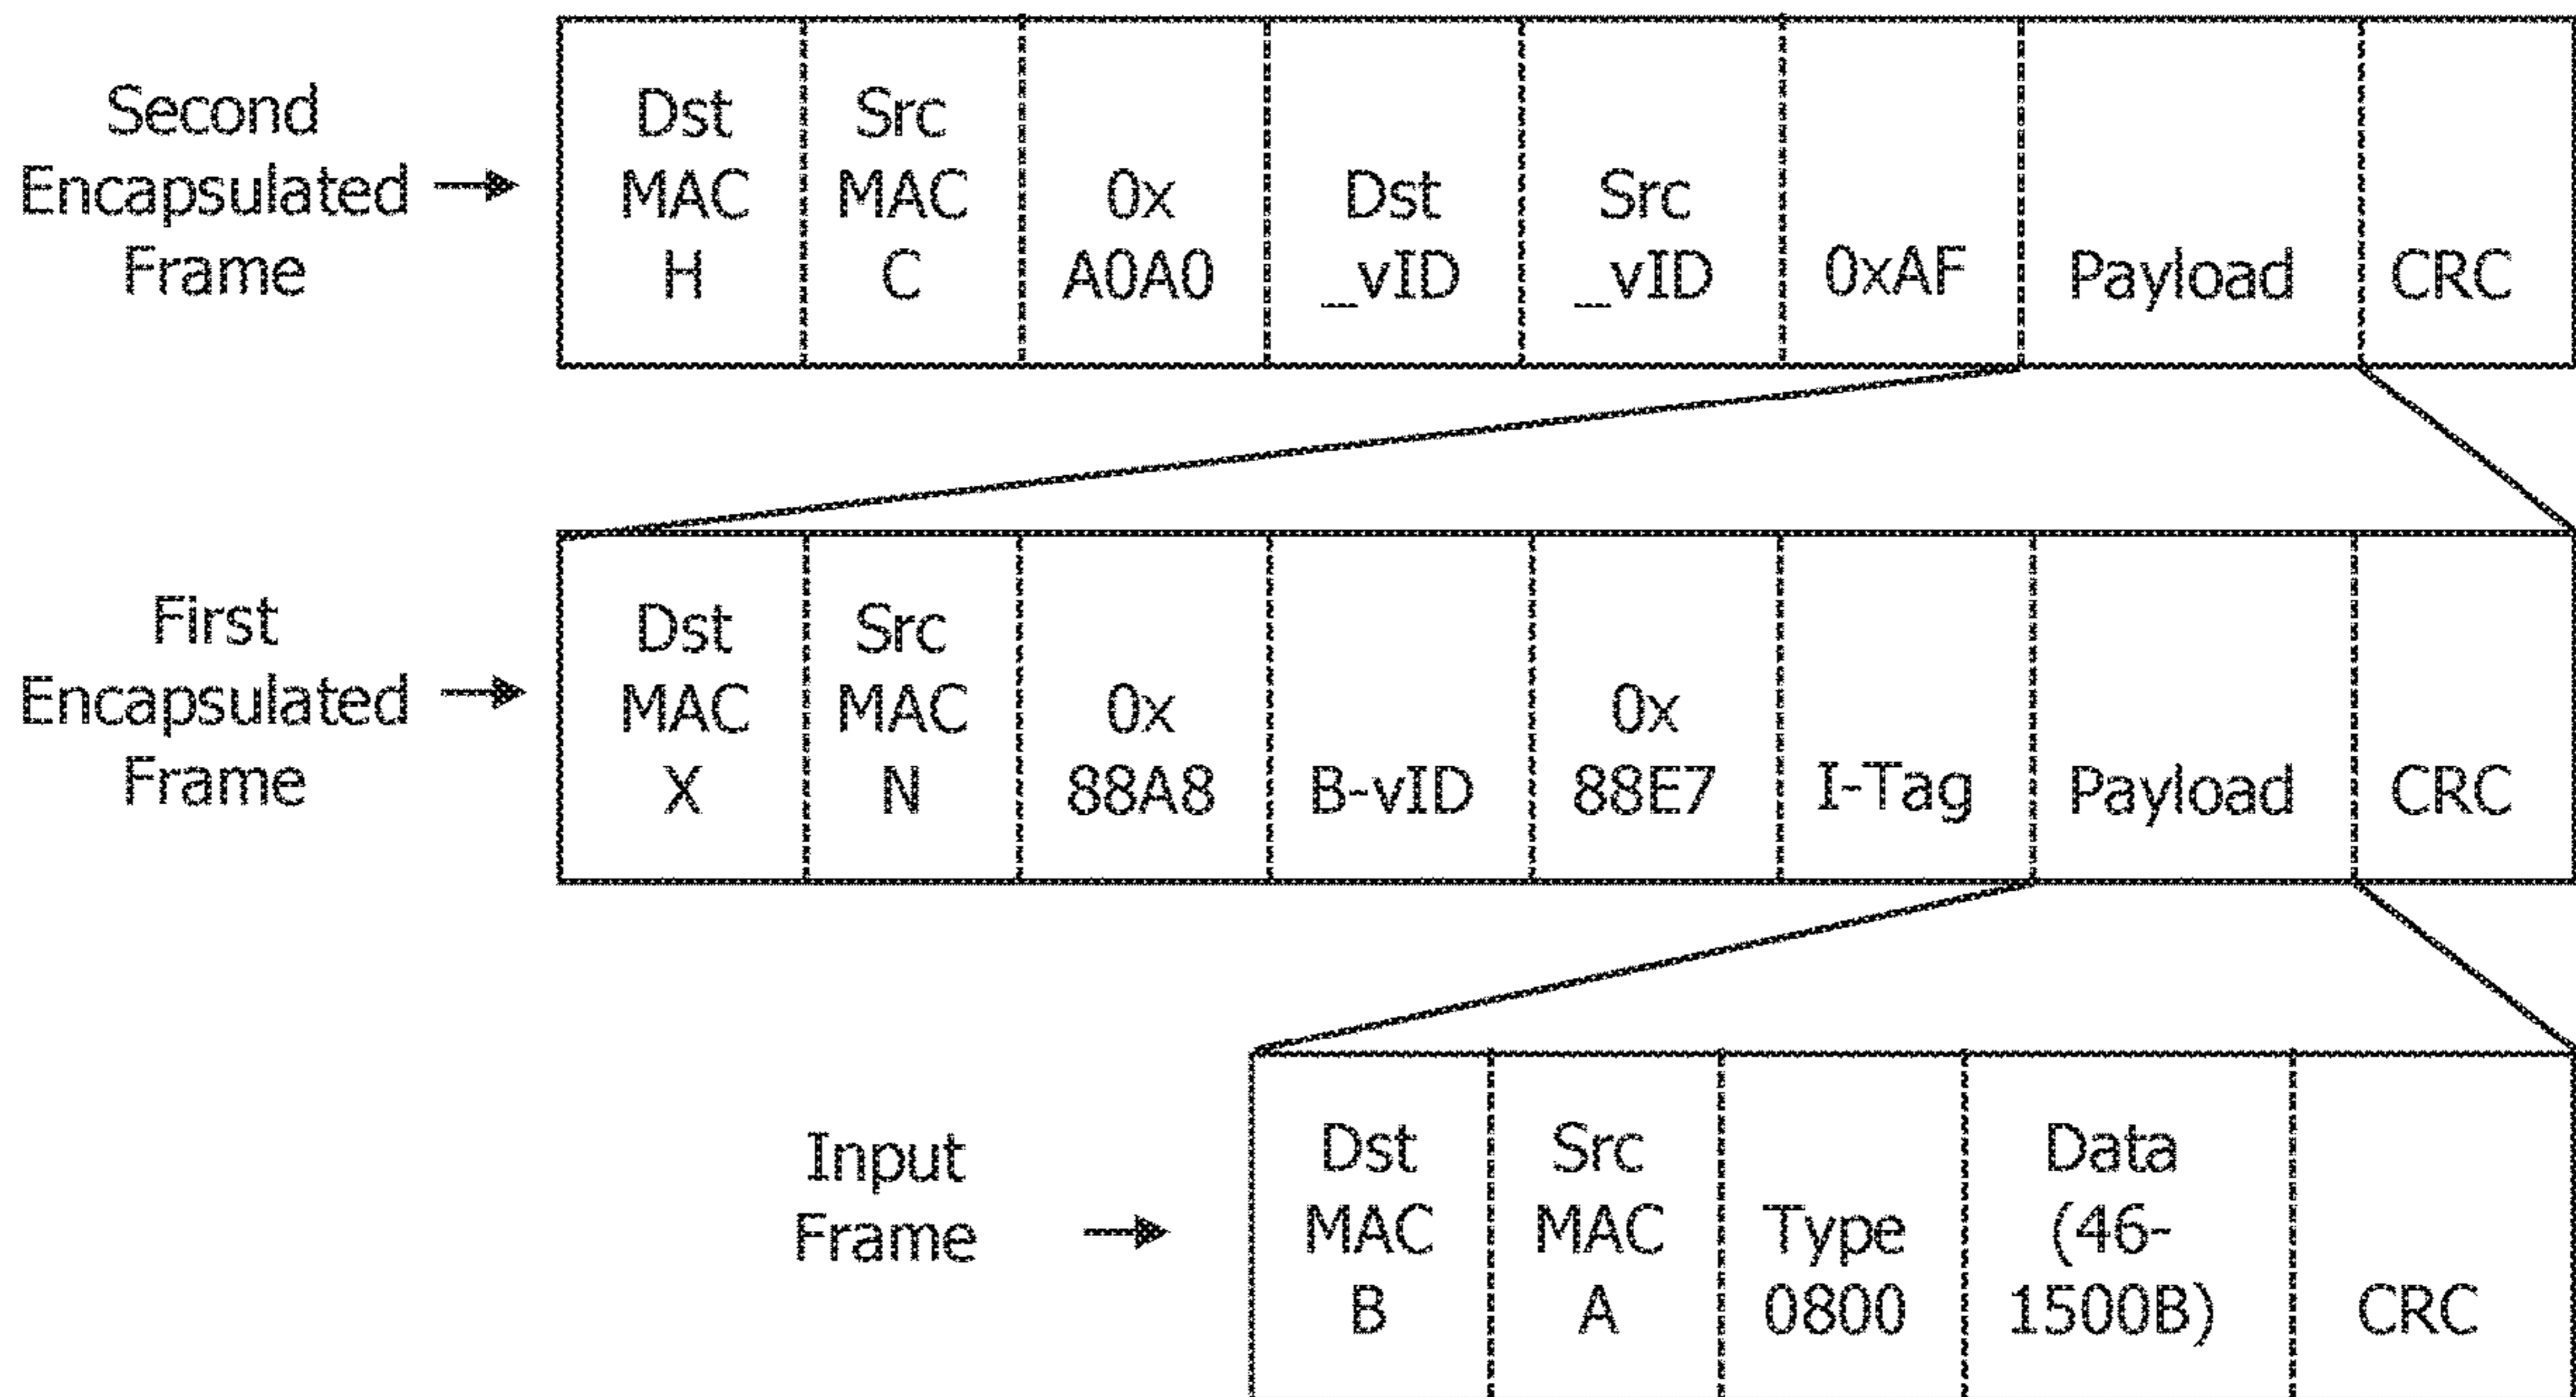 Second
Encapsulated
Frame
Dst
MAC
H
Src
MAC
C
0x
A0A0
Dst
_vID
Src
_vID
0xAF
Payload
CRC
First
Encapsulated
Frame
Dst
MAC
X
Src
MAC
N
0x
88A8
B-vID
0x
88E7
I-Tag
Payload
CRC
Input
Frame
Dst
MAC
B
Src
MAC
A
Type
0800
Data
(46-
1500B)
CRC